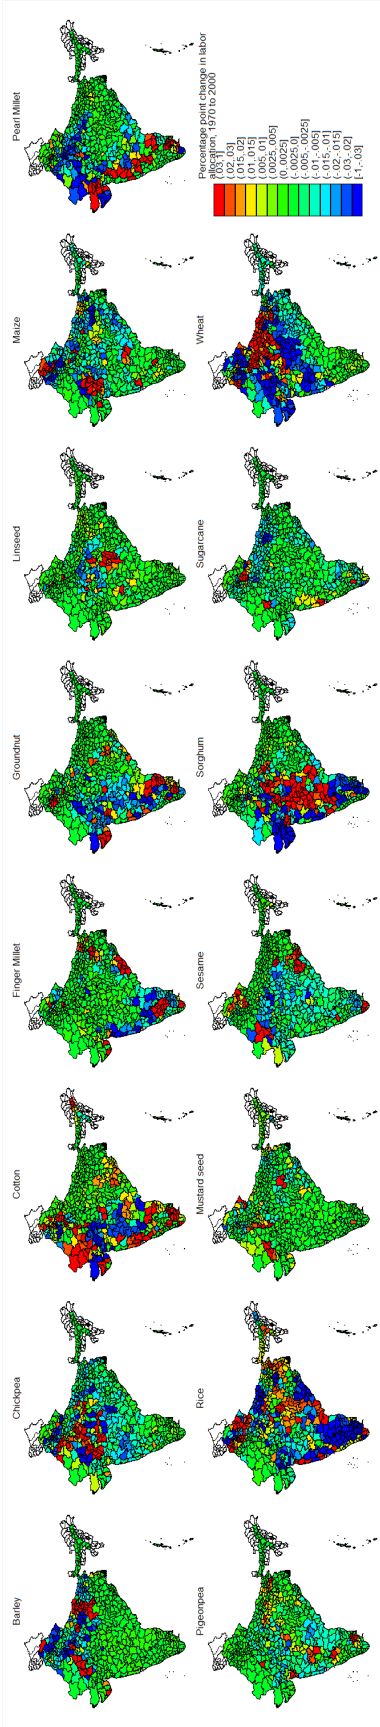 Barley
Chickpea
Cotton
Finger Millet
Groundnut
Linseed
Maize
Pearl Millet
Pigeonpea
Rice
Mustard seed
Sesame
Sorghum
Sugarcane
Wheat
Percentage point change in labor
allocation, 1970 to 2000
(.03,1]
(.02,.03]
(.015,.02]
(.01,.015]
(.005,.01]
(.0025,.005]
(0,.0025]
(-.0025,0]
(-.005,-.0025]
(-.01,-.005]
(-.015,-.01]
(-.02,-.015]
(-.03,-.02]
[-1,-.03]